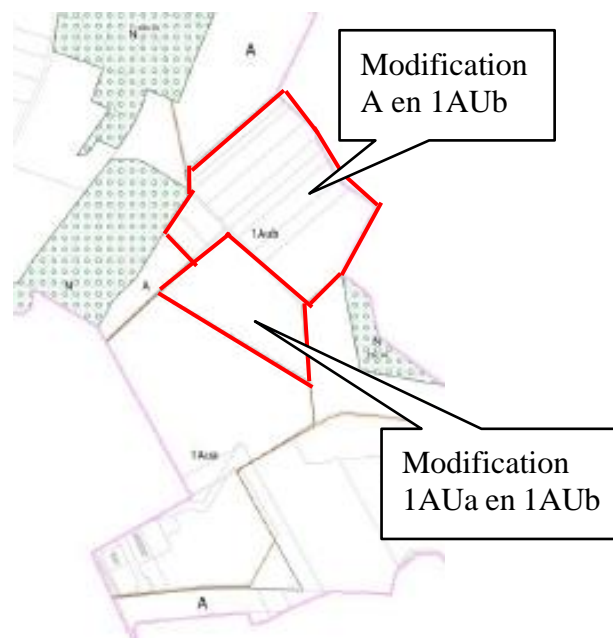 N
A
Modification
A en 1AUb
1Aub
A
N
N
1Aua
Modification
1AUa en 1AUb
A